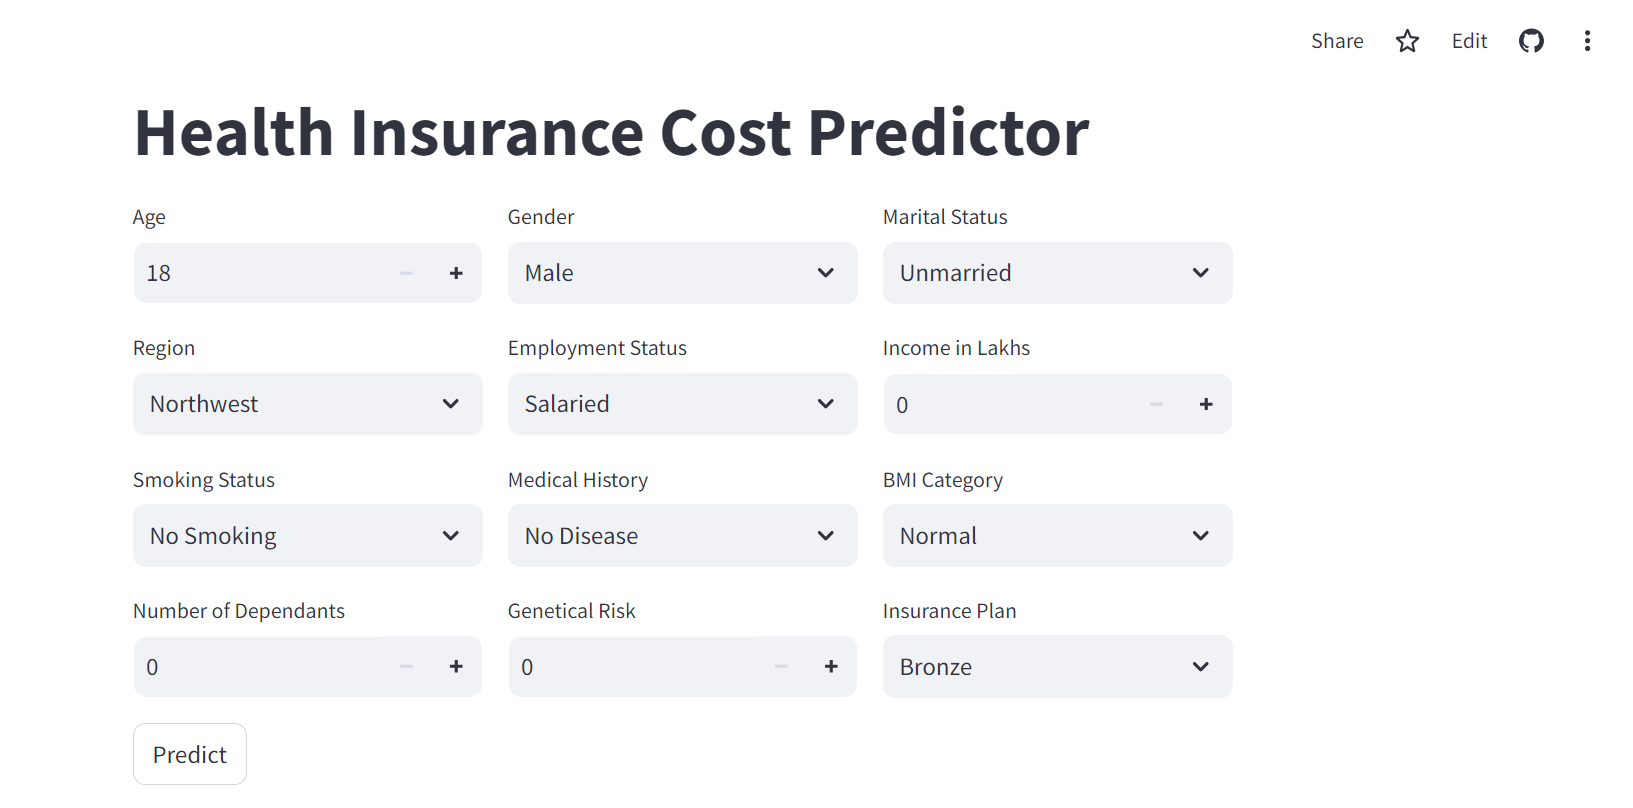 Share Edit
Health Insurance Cost Predictor
Age Gender Marital Status
18 Male Unmarried
Region Employment Status Income in Lakhs
Northwest Salaried 0
Smoking Status Medical History BMI Category
No Smoking No Disease Normal
Number of Dependants Genetical Risk Insurance Plan
0 0 Bronze
Predict